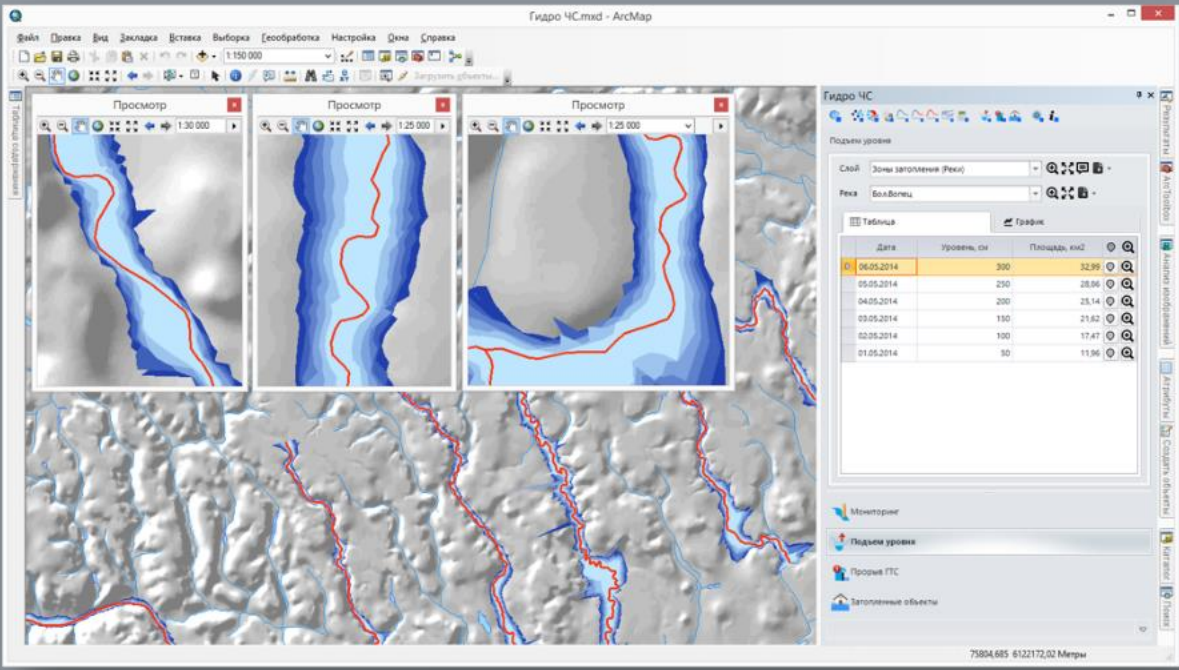 Гидро ЧС.mxd - ArcMap
Файл Правка Вид Закладка Вставка Выборка Геообработка Настройка Окна Справка
1:150 000
Загрузить объекты...
Таблица содержания
Просмотр
1:30 000
Просмотр
1:25 000
Просмотр
1:25 000
Гидро ЧС
Подъем уровня
Слой Зоны затопления (Реки)
Река Бол.Вопец
Таблица График
Дата Уровень, см Площадь, км2
06.05.2014 300 32,99
05.05.2014 250 28,86
04.05.2014 200 25,14
03.05.2014 150 21,62
02.05.2014 100 17,47
01.05.2014 50 11,96
Мониторинг
Подъем уровня
Прорыв ГТС
Затопленные объекты
Результаты
ArcToolbox
Анализ изображений
Атрибуты
Создать объекты
Каталог
Поиск
75804,685 6122172,02 Метры